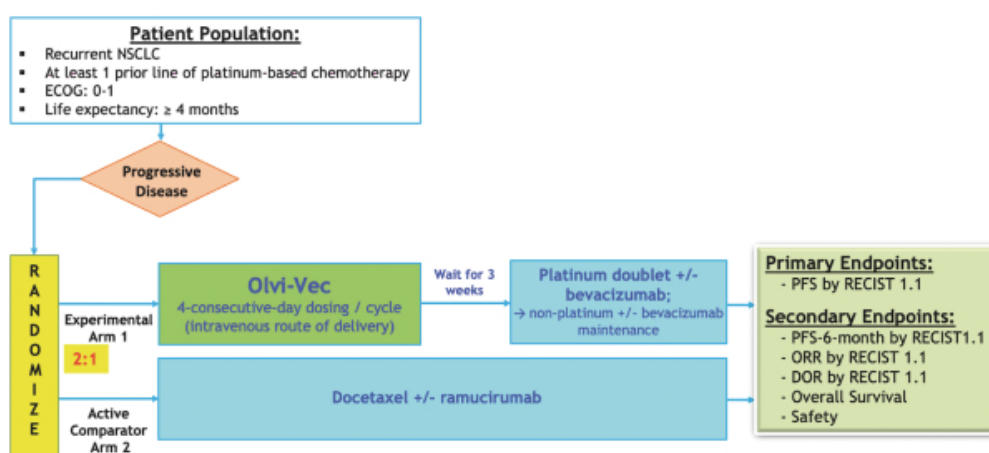 Patient Population:
▪ Recurrent NSCLC
▪ At least 1 prior line of platinum-based chemotherapy
▪ ECOG: 0-1
▪ Life expectancy: ≥ 4 months
Progressive
Disease
R
A
N
D
O
M
I
Z
E
Experimental
Arm 1
2:1
Active
Comparator
Arm 2
Olvi-Vec
4-consecutive-day dosing / cycle
(intravenous route of delivery)
Wait for 3
weeks
Platinum doublet +/-
bevacizumab;
→ non-platinum +/- bevacizumab
maintenance
Docetaxel +/- ramucirumab
Primary Endpoints:
- PFS by RECIST 1.1
Secondary Endpoints:
- PFS-6-month by RECIST1.1
- ORR by RECIST 1.1
- DOR by RECIST 1.1
- Overall Survival
- Safety